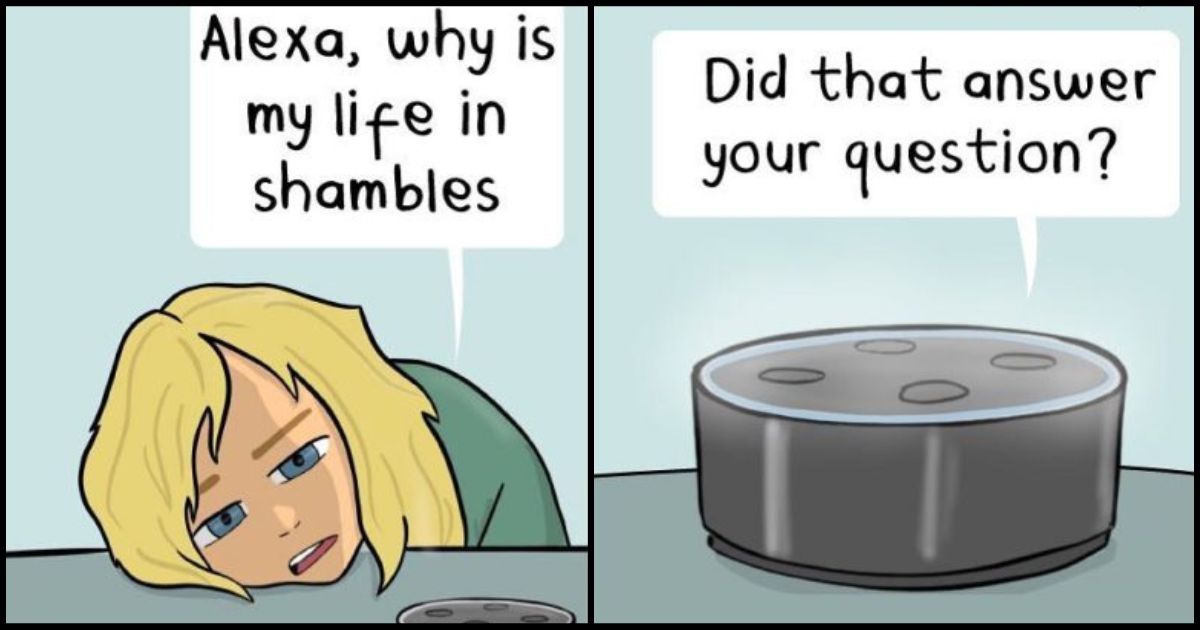 Alexa, why is
my life in
shambles
Did that answer
your question?